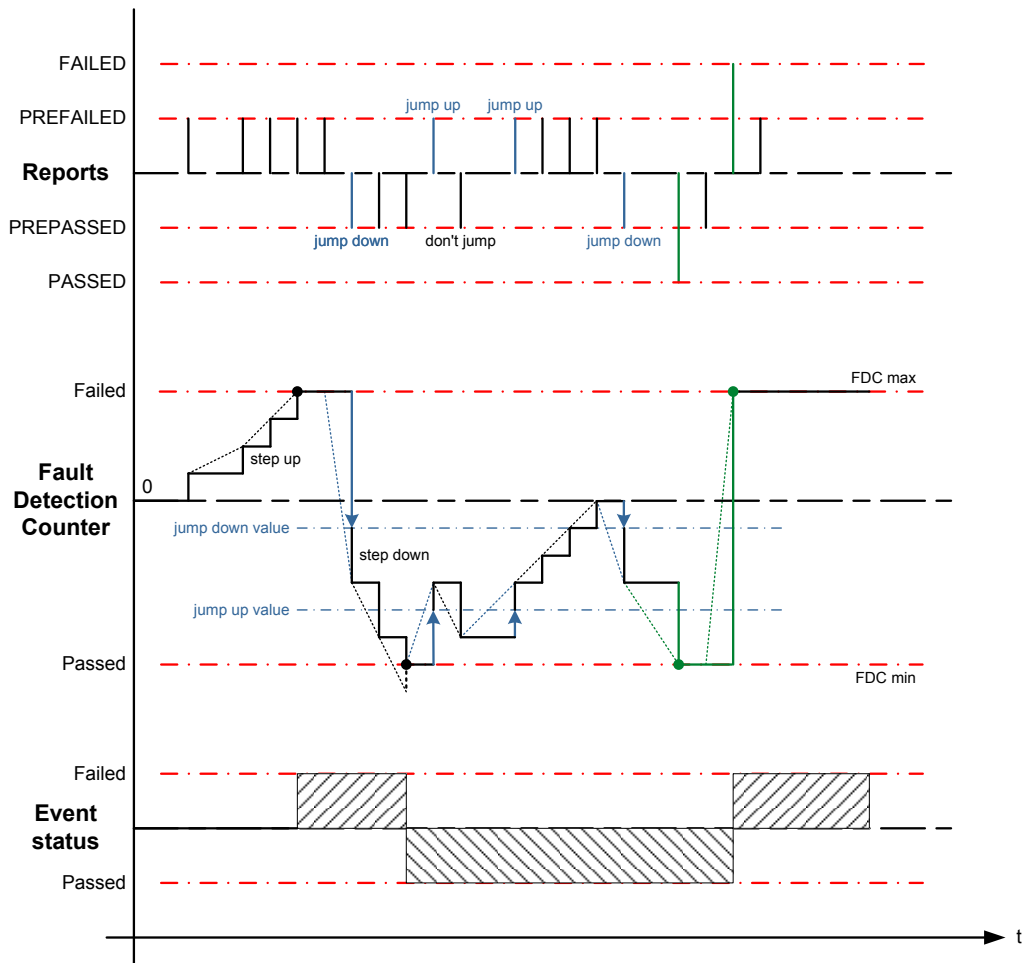 FAILED
PREFAILED
jump up
jump up
Reports
PREPASSED
jump down
don't jump
jump down
PASSED
Failed
FDC max
step up
0
Fault
Detection
Counter
jump down value
step down
jump up value
Passed
FDC min
Failed
Event
status
Passed
t